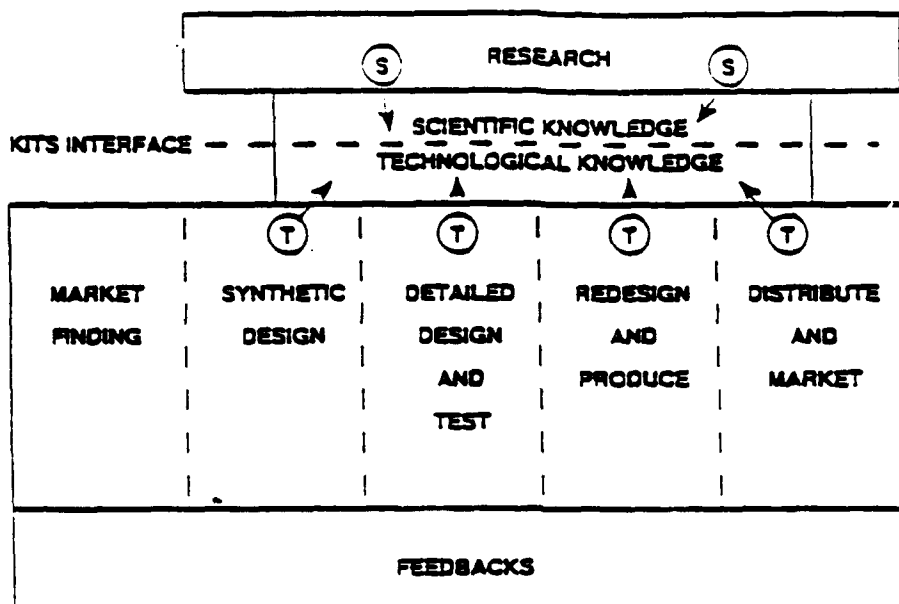 RESEARCH
S
S
SCIENTIFIC KNOWLEDGE
KITS INTERFACE
TECHNOLOGICAL KNOWLEDGE
T
T
T
T
MARKET
FINDING
SYNTHETIC
DESIGN
DETAILED
DESIGN
AND
TEST
REDESIGN
AND
PRODUCE
DISTRIBUTE
AND
MARKET
FEEDBACKS